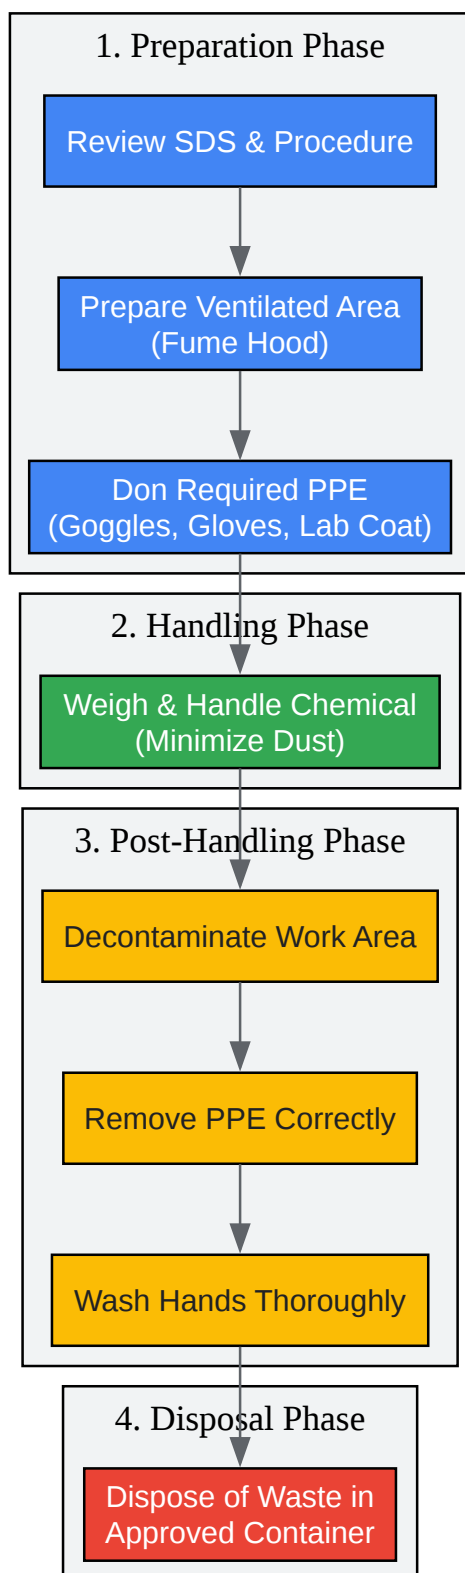 1. Preparation Phase
Review SDS & Procedure
Prepare Ventilated Area
(Fume Hood)
Don Required PPE
(Goggles, Gloves, Lab Coat)
2. Handling Phase
Weigh & Handle Chemical
(Minimize Dust)
3. Post-Handling Phase
Decontaminate Work Area
Remove PPE Correctly
Wash Hands Thoroughly
4. Disposal Phase
Dispose of Waste in
Approved Container